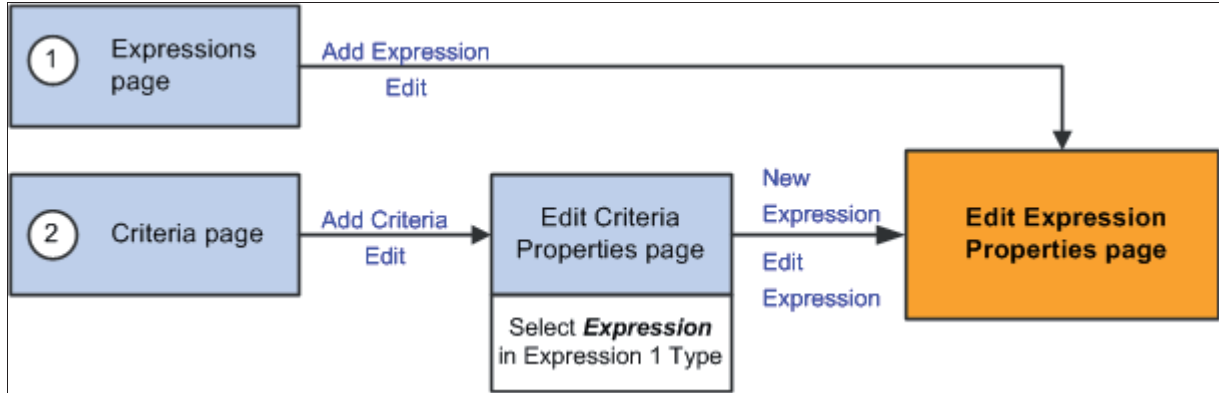 1
Expressions
page
Add Expression
Edit
2
Criteria page
Add Criteria
Edit
Edit Criteria
Properties page
Select Expression
in Expression 1 Type
New
Expression
Edit
Expression
Edit Expression
Properties page